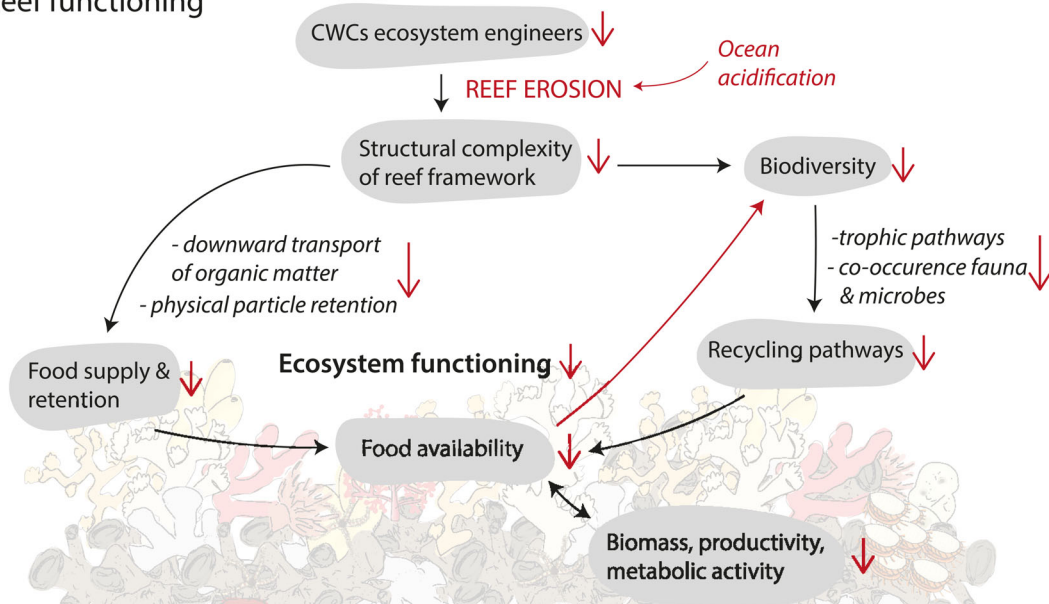 reef functioning
CWCs ecosystem engineers
Ocean
acidification
REEF EROSION
Structural complexity
of reef framework
Biodiversity
- downward transport
of organic matter
- physical particle retention
-trophic pathways
- co-occurence fauna
& microbes
Food supply &
retention
Ecosystem functioning
Recycling pathways
Food availability
Biomass, productivity,
metabolic activity